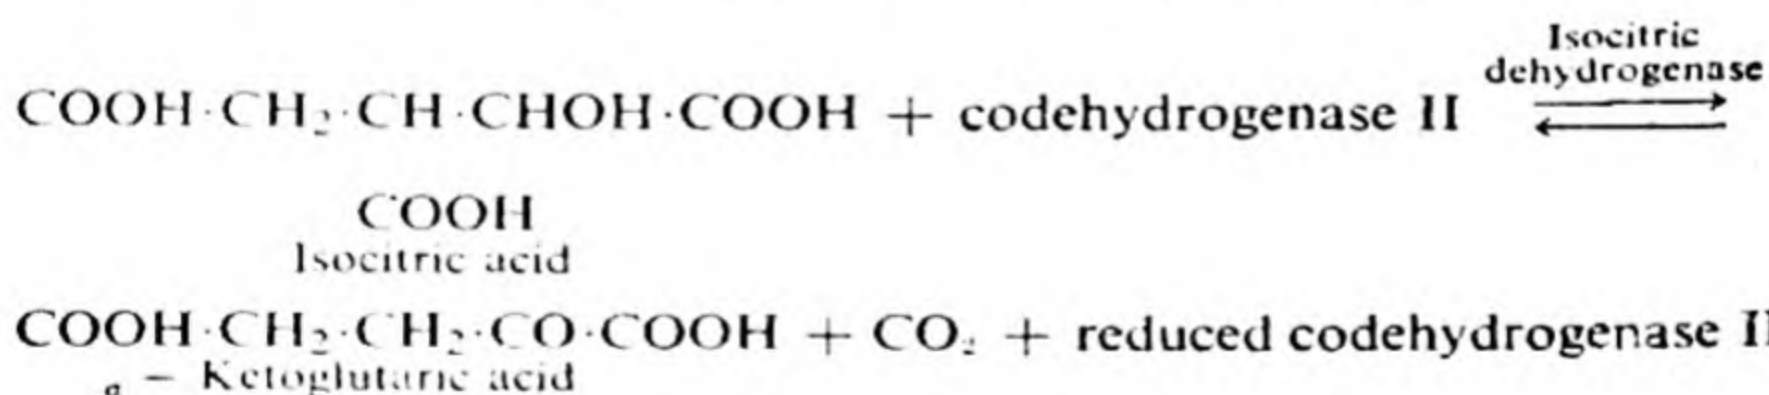 Isocitric
dehydrogenase
COOH·CH₂·CH·CHOH·COOH + codehydrogenase II ⇌
COOH
Isocitric acid
COOH·CH₂·CH₂·CO·COOH + CO₂ + reduced codehydrogenase II
α – Ketoglutaric acid